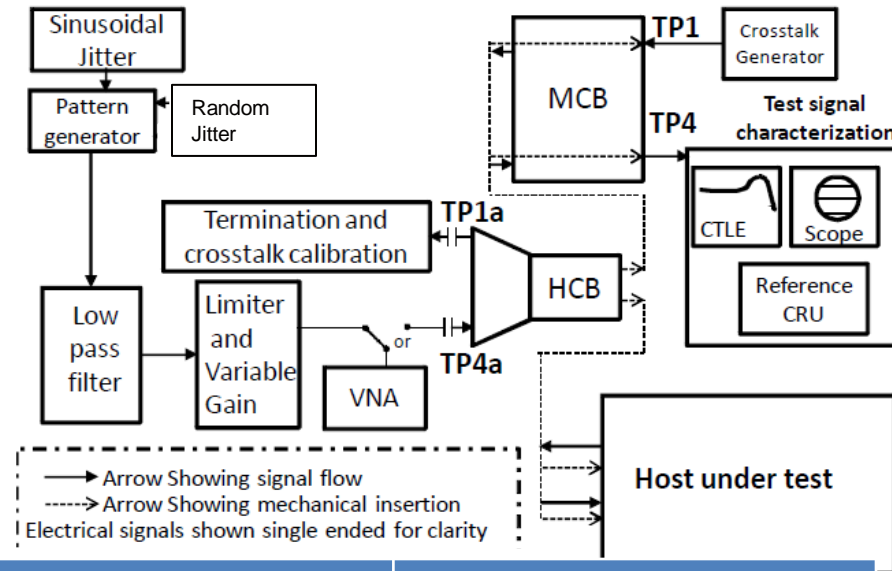 Sinusoidal
Jitter
Pattern
generator
Random
Jitter
MCB
TP1
Crosstalk
Generator
TP4
Test signal
characterization
CTLE
Scope
Reference
CRU
Termination and
crosstalk calibration
TP1a
HCB
Low
pass
filter
Limiter
and
Variable
Gain
or
VNA
TP4a
Host under test
Arrow Showing signal flow
Arrow Showing mechanical insertion
Electrical signals shown single ended for clarity